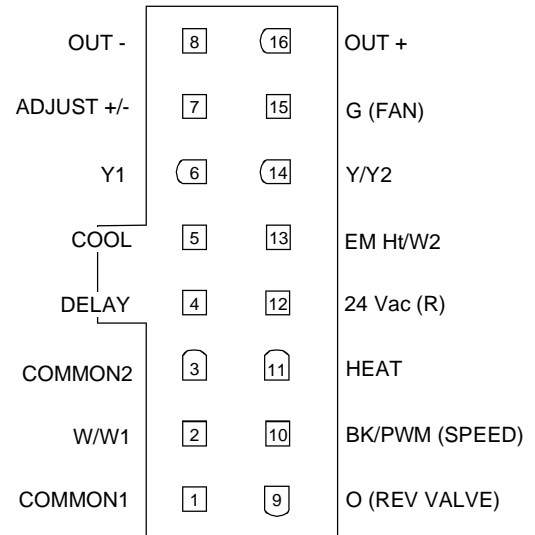 OUT - 8 16 OUT +
ADJUST +/- 7 15 G (FAN)
Y1 6 14 Y/Y2
COOL 5 13 EM Ht/W2
DELAY 4 12 24 Vac (R)
COMMON2 3 11 HEAT
W/W1 2 10 BK/PWM (SPEED)
COMMON1 1 9 O (REV VALVE)